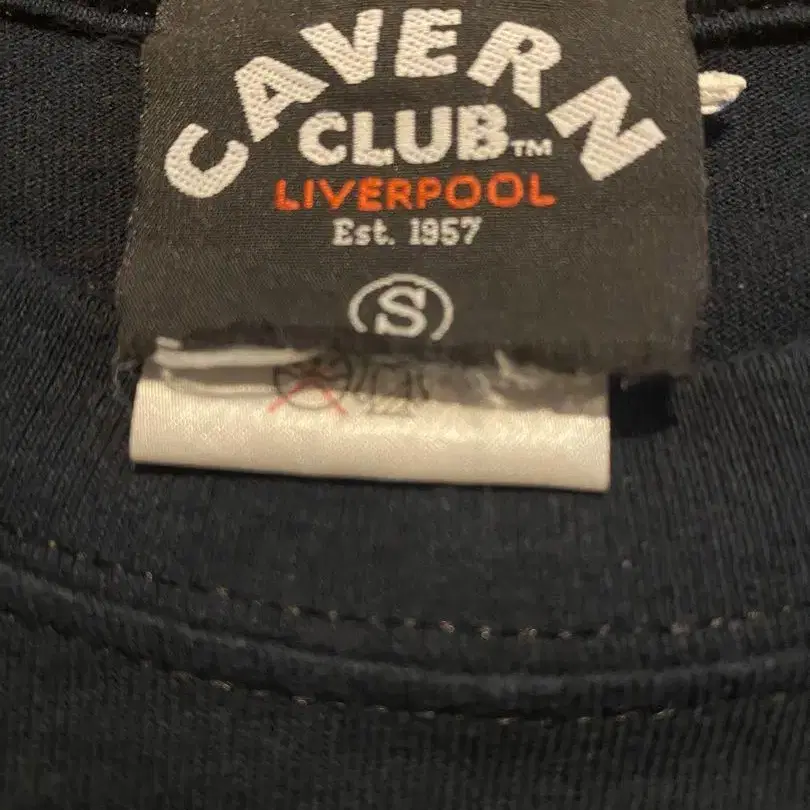 CAVERN
CLUB™
LIVERPOOL
Est. 1957
S